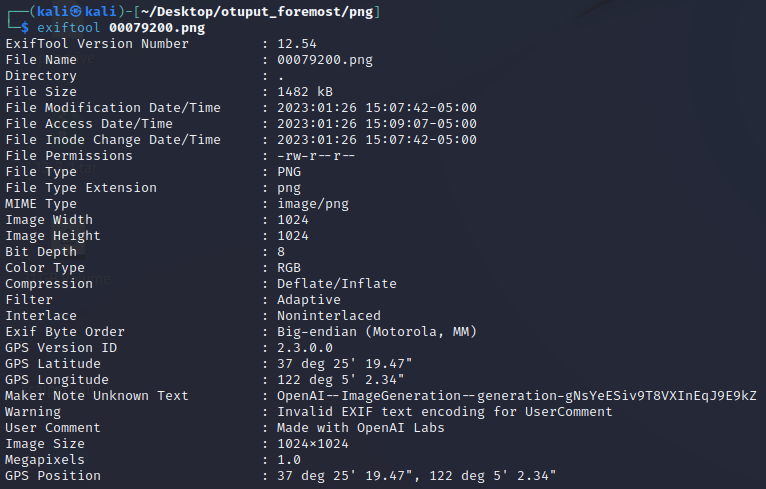 ┌──(kali㉿kali)-[~/Desktop/otuput_foremost/png]
└─$ exiftool 00079200.png
ExifTool Version Number : 12.54
File Name : 00079200.png
Directory : .
File Size : 1482 kB
File Modification Date/Time : 2023:01:26 15:07:42-05:00
File Access Date/Time : 2023:01:26 15:09:07-05:00
File Inode Change Date/Time : 2023:01:26 15:07:42-05:00
File Permissions : -rw-r--r--
File Type : PNG
File Type Extension : png
MIME Type : image/png
Image Width : 1024
Image Height : 1024
Bit Depth : 8
Color Type : RGB
Compression : Deflate/Inflate
Filter : Adaptive
Interlace : Noninterlaced
Exif Byte Order : Big-endian (Motorola, MM)
GPS Version ID : 2.3.0.0
GPS Latitude : 37 deg 25' 19.47"
GPS Longitude : 122 deg 5' 2.34"
Maker Note Unknown Text : OpenAI--ImageGeneration--generation-gNsYeESiv9T8VXInEqJ9E9kZ
Warning : Invalid EXIF text encoding for UserComment
User Comment : Made with OpenAI Labs
Image Size : 1024×1024
Megapixels : 1.0
GPS Position : 37 deg 25' 19.47", 122 deg 5' 2.34"